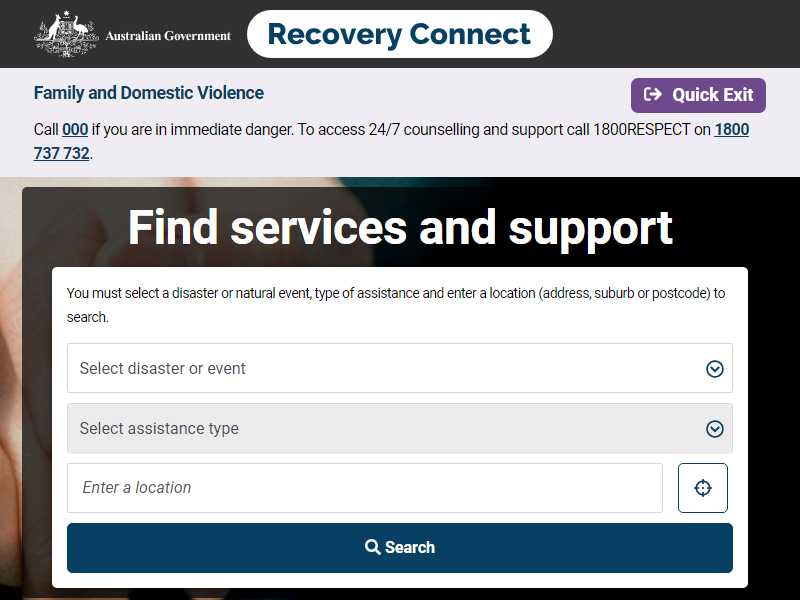 Australian Government
Recovery Connect
Family and Domestic Violence
Quick Exit
Call 000 if you are in immediate danger. To access 24/7 counselling and support call 1800RESPECT on 1800
737 732.
Find services and support
You must select a disaster or natural event, type of assistance and enter a location (address, suburb or postcode) to
search.
Select disaster or event
Select assistance type
Enter a location
Search